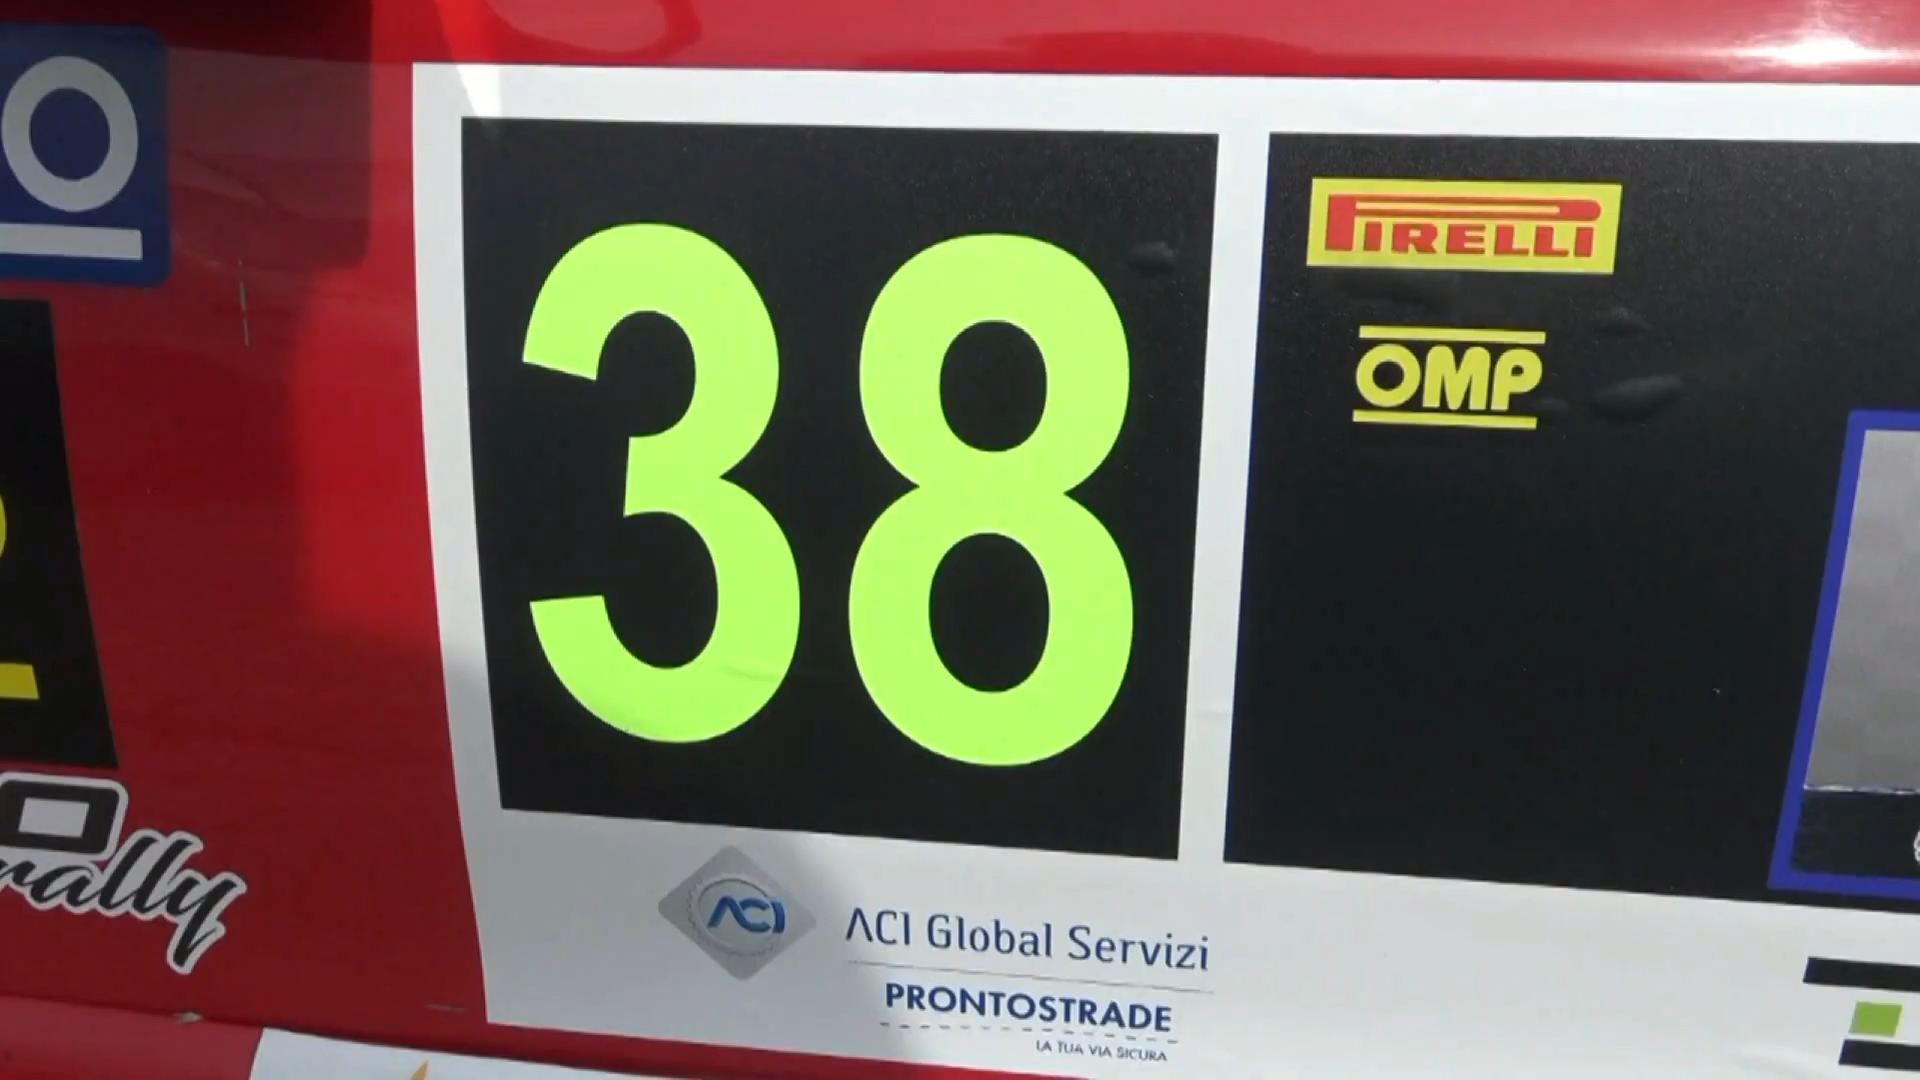 O
38
PIRELLI
OMP
rally
ACI
ACI Global Servizi
PRONTOSTRADE
LA TUA VIA SICURA